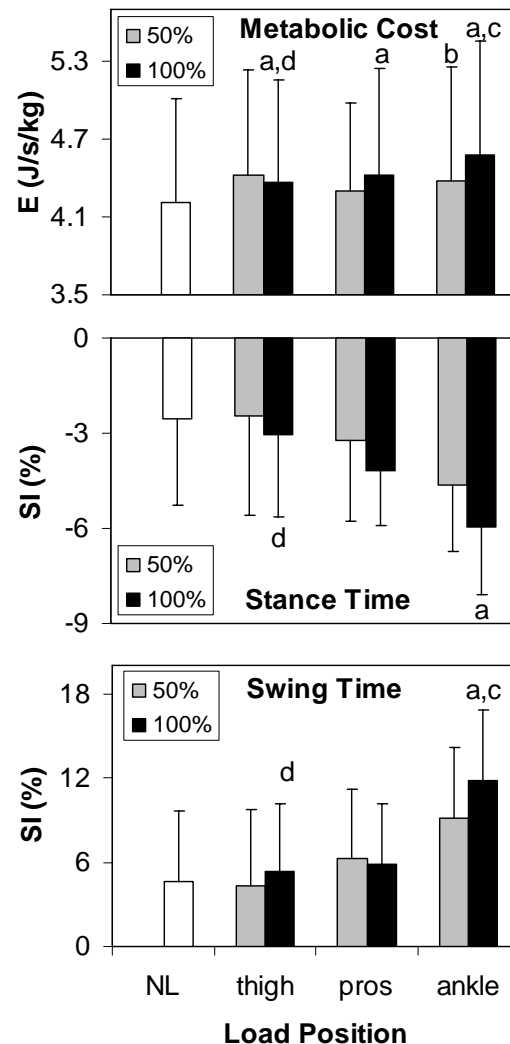 Metabolic Cost
50%
100%
a,d
a
b
a,c
5.3
4.7
4.1
3.5
E (J/s/kg)
0
-3
-6
-9
SI (%)
d
a
50%
100%
Stance Time
Swing Time
50%
100%
a,c
d
18
12
6
0
SI (%)
NL thigh pros ankle
Load Position